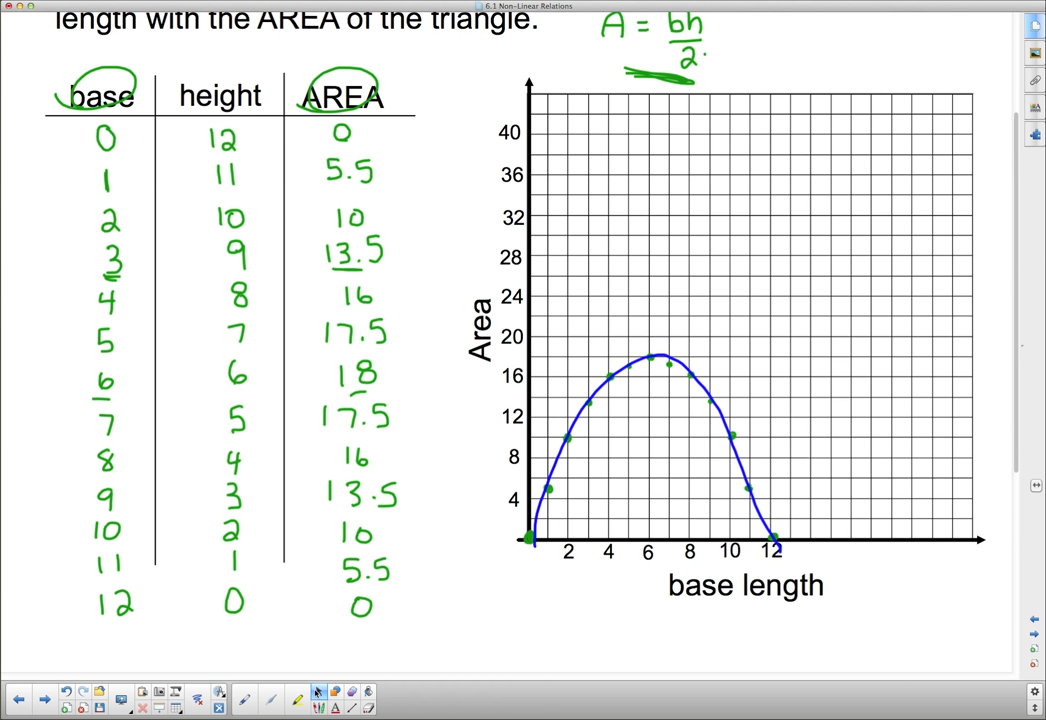 6.1 Non-Linear Relations
length with the AREA of the triangle.
A = bh
2
base height AREA
0 12 0
1 11 5.5
2 10 10
3 9 13.5
4 8 16
5 7 17.5
6 6 18
7 5 17.5
8 4 16
9 3 13.5
10 2 10
11 1 5.5
12 0 0
40
36
32
28
24
20
16
12
8
4
Area
2 4 6 8 10 12
base length